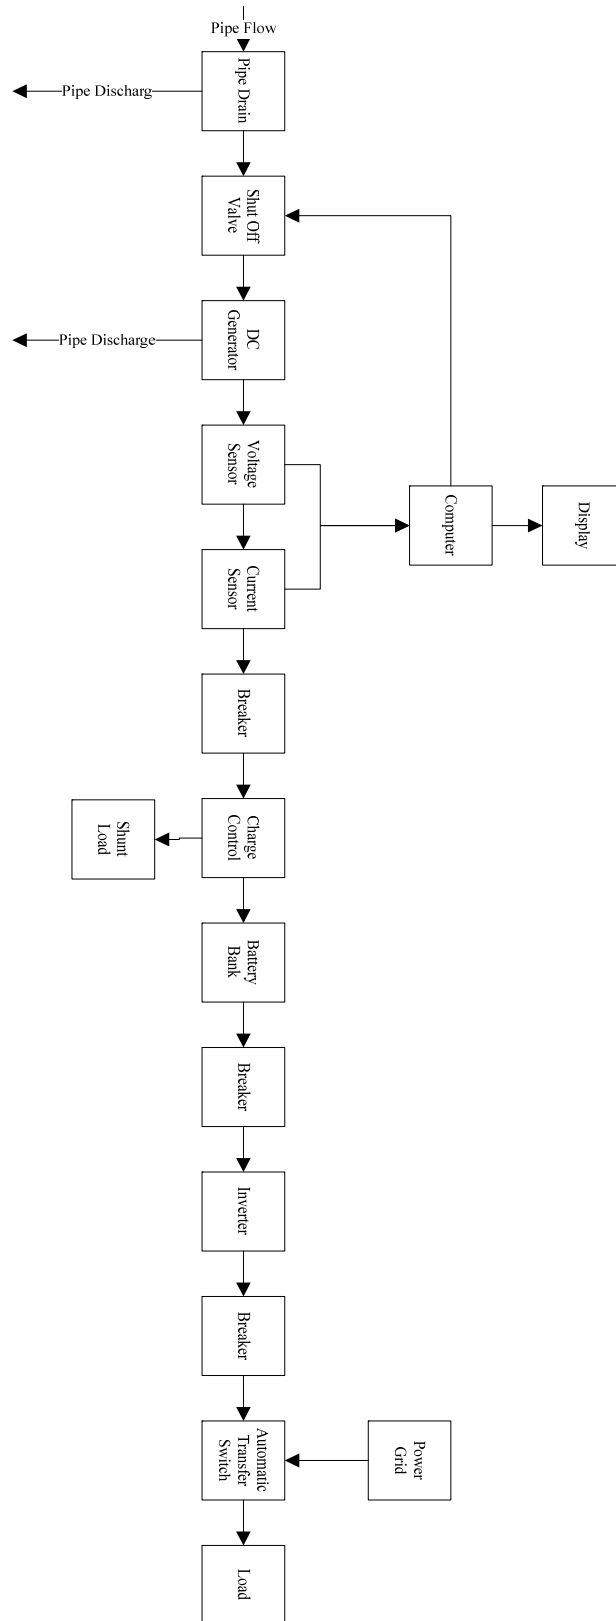 Pipe Flow
Pipe Drain
Pipe Discharg
Shut Off
Valve
DC
Generator
Pipe Discharge
Voltage
Sensor
Computer
Display
Current
Sensor
Breaker
Charge
Control
Shunt
Load
Battery
Bank
Breaker
Inverter
Breaker
Automatic
Transfer
Switch
Power
Grid
Load